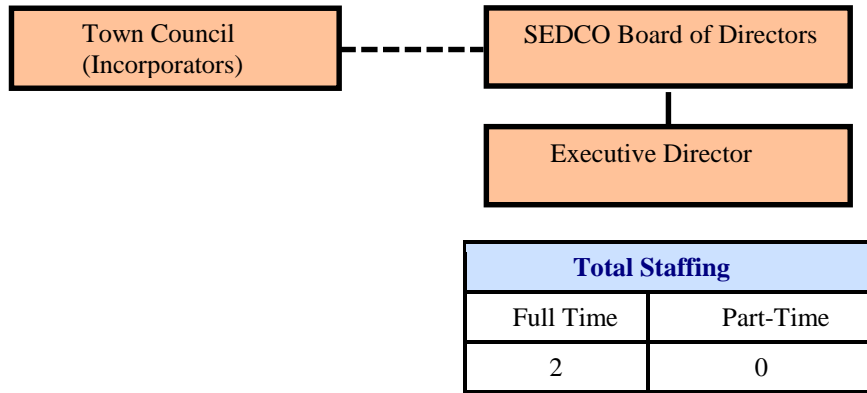 Town Council
(Incorporators)
SEDCO Board of Directors
Executive Director
Total Staffing
Full Time
Part-Time
2
0